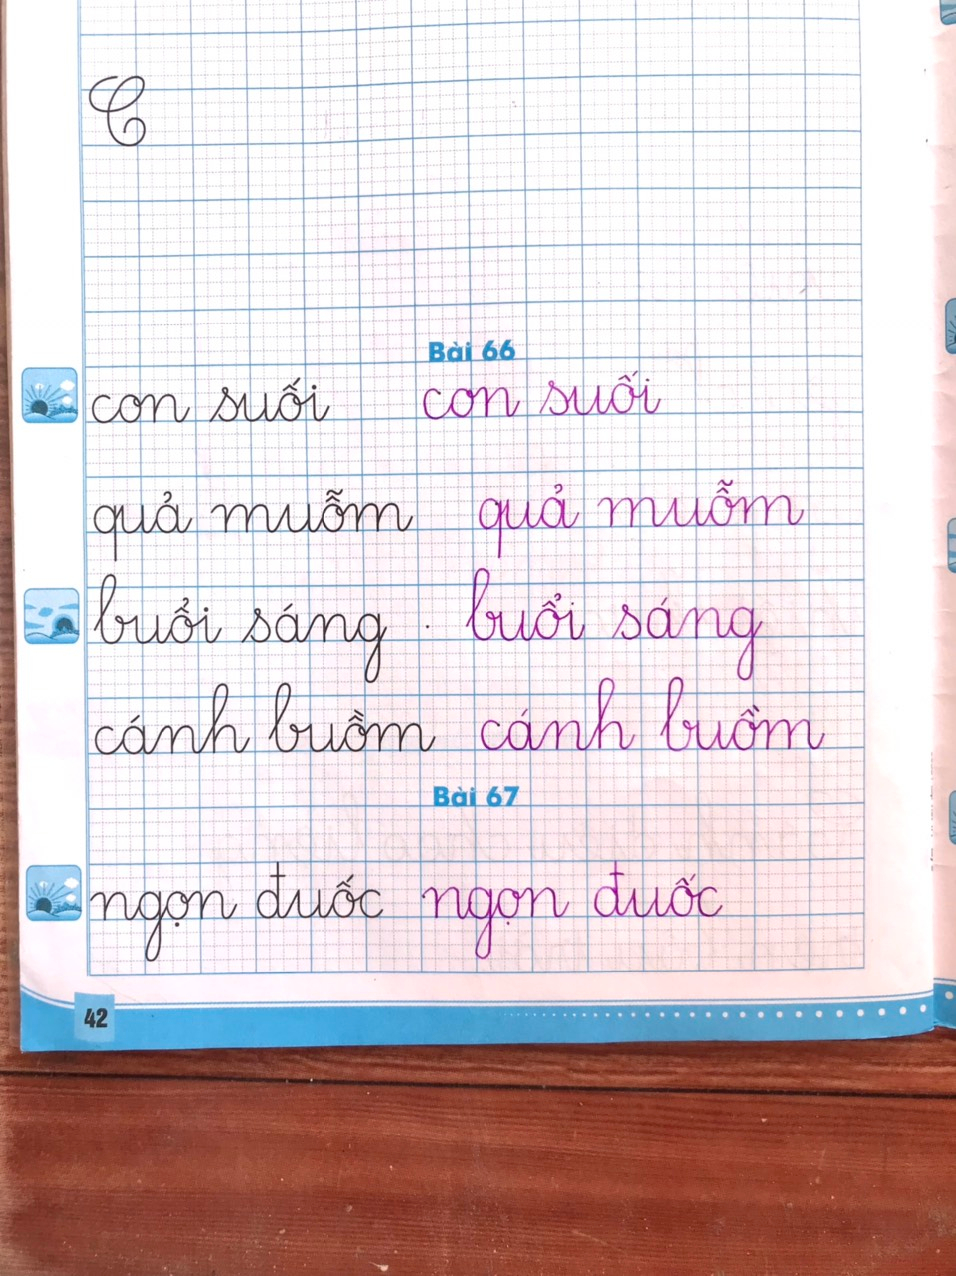 C
Bài 66
con suối con suối
quả muỗm quả muỗm
buổi sáng buổi sáng
cánh buồm cánh buồm
Bài 67
ngọn đuốc ngọn đuốc
42